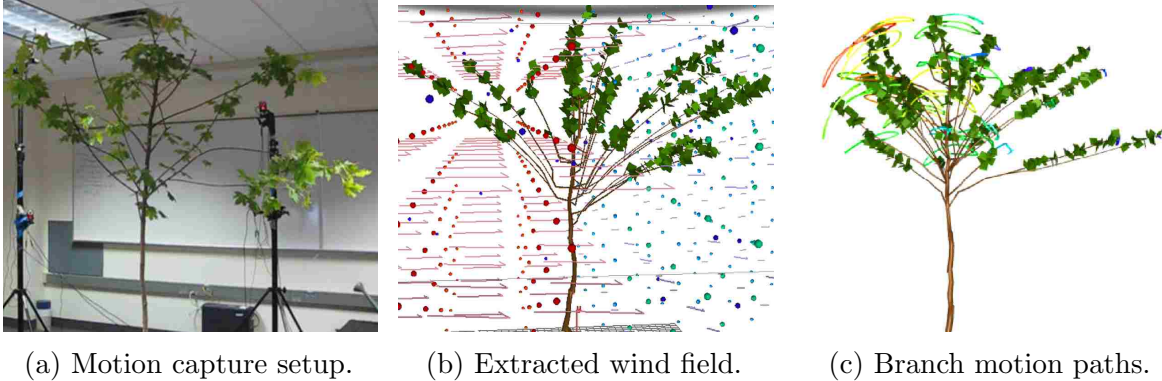 (a) Motion capture setup.
(b) Extracted wind field.
(c) Branch motion paths.